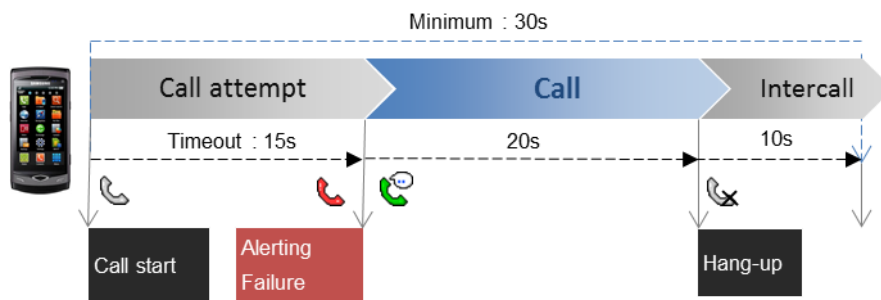 Minimum : 30s
Call attempt
Call
Intercall
Timeout : 15s
20s
10s
Call start
Alerting
Failure
Hang-up